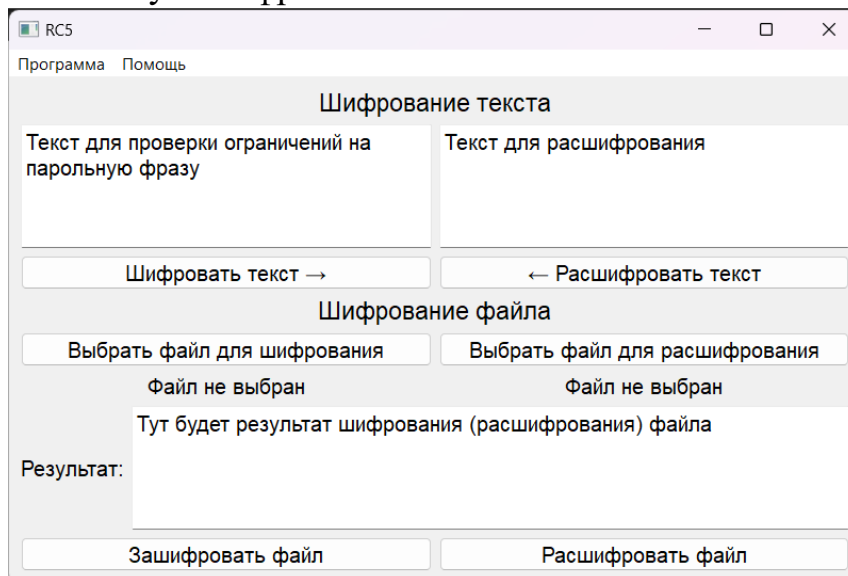 RC5
Программа Помощь
Шифрование текста
Текст для проверки ограничений на
парольную фразу
Текст для расшифрования
Шифровать текст →
← Расшифровать текст
Шифрование файла
Выбрать файл для шифрования
Выбрать файл для расшифрования
Файл не выбран
Файл не выбран
Результат:
Тут будет результат шифрования (расшифрования) файла
Зашифровать файл
Расшифровать файл